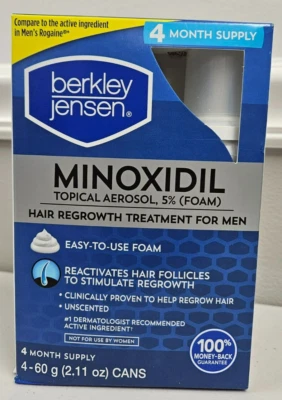 Compare to the active ingredient
in Men's Rogaine®*
4 MONTH SUPPLY
berkley
jensen®
MINOXIDIL
TOPICAL AEROSOL, 5% (FOAM)
HAIR REGROWTH TREATMENT FOR MEN
EASY-TO-USE FOAM
REACTIVATES HAIR FOLLICLES
TO STIMULATE REGROWTH
• CLINICALLY PROVEN TO HELP REGROW HAIR
• UNSCENTED
#1 DERMATOLOGIST RECOMMENDED
ACTIVE INGREDIENT†
NOT FOR USE BY WOMEN
100%
MONEY-BACK
GUARANTEE
4 MONTH SUPPLY
4-60 g (2.11 oz) CANS